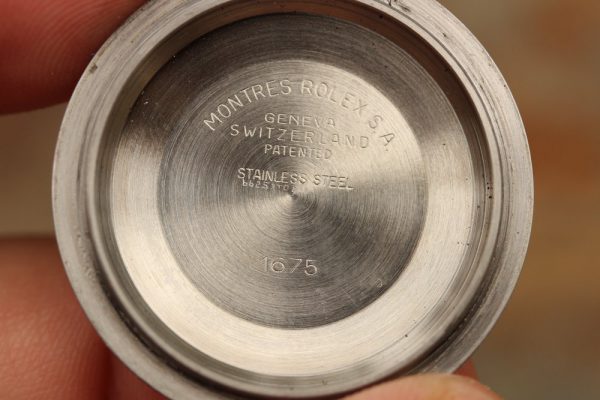 MONTRES ROLEX S.A.
GENEVA
SWITZERLAND
PATENTED
STAINLESS STEEL
1675